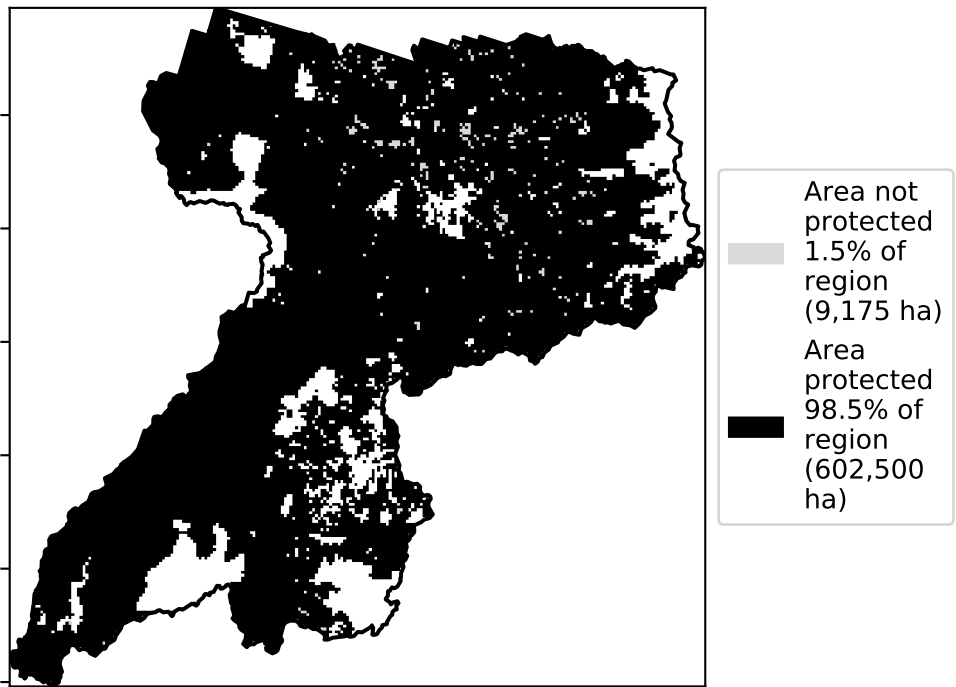 Area not
protected
1.5% of
region
(9,175 ha)
Area
protected
98.5% of
region
(602,500
ha)